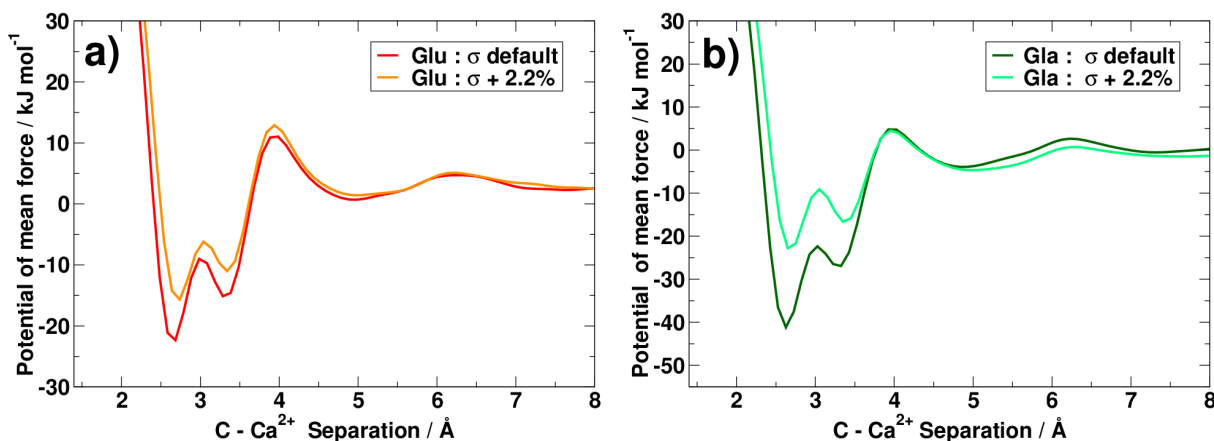 a)
Glu : σ default
Glu : σ + 2.2%
Potential of mean force / kJ mol⁻¹
30
20
10
0
-10
-20
-30
2 3 4 5 6 7 8
C - Ca²⁺ Separation / Å
b)
Gla : σ default
Gla : σ + 2.2%
Potential of mean force / kJ mol⁻¹
30
20
10
0
-10
-20
-30
-40
-50
2 3 4 5 6 7 8
C - Ca²⁺ Separation / Å